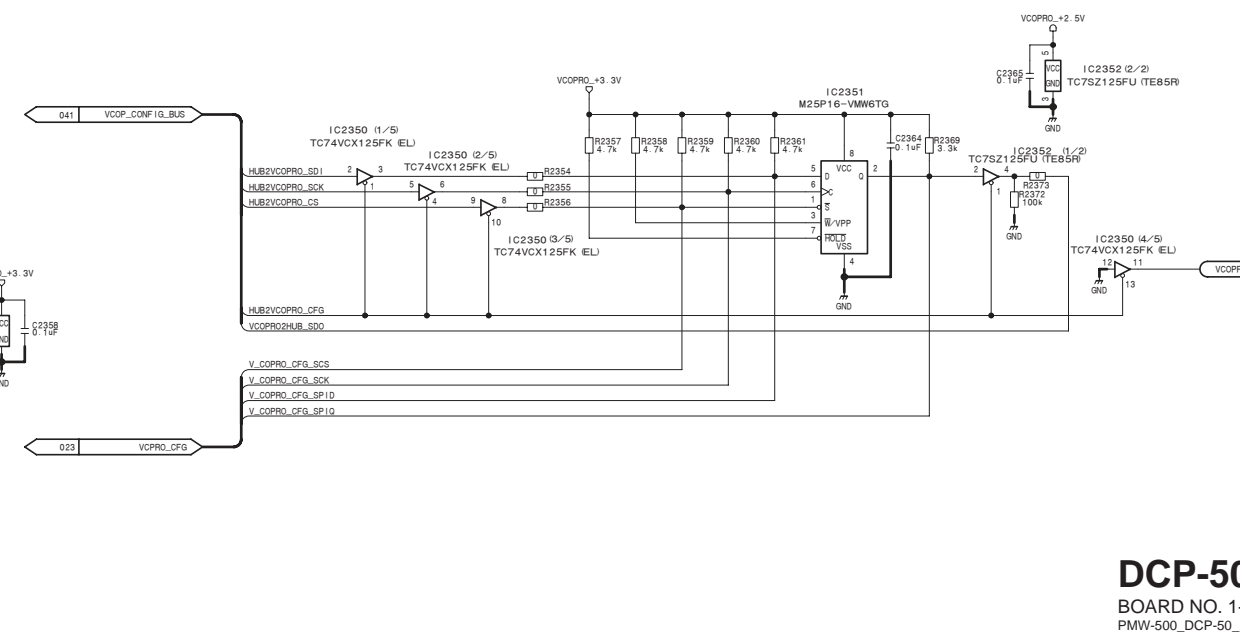 VCOPRO_+2.5V
5
VCC
GND
3
C2365
0.1uF
IC2352 (2/2)
TC7SZ125FU (TE85R)
GND
VCOPRO_+3.3V
IC2351
M25P16-VMW6TG
041
VCOP_CONFIG_BUS
IC2350 (1/5)
TC74VCX125FK (EL)
IC2350 (2/5)
TC74VCX125FK (EL)
R2357
4.7k
R2358
4.7k
R2359
4.7k
R2360
4.7k
R2361
4.7k
C2364
0.1uF
R2369
3.3k
IC2352 (1/2)
TC7SZ125FU (TE85R)
HUB2VCOPRO_SDI
2
3
1
0
R2354
HUB2VCOPRO_SCK
5
6
4
0
R2355
HUB2VCOPRO_CS
9
8
10
0
R2356
IC2350 (3/5)
TC74VCX125FK (EL)
8
VCC
5
D
Q
2
6
C
1
S
3
W/VPP
7
HOLD
VSS
4
GND
2
4
1
0
R2373
R2372
100k
GND
IC2350 (4/5)
TC74VCX125FK (EL)
12
11
13
GND
VCOPR
_+3.3V
CC
ND
C2358
0.1uF
ND
HUB2VCOPRO_CFG
VCOPRO2HUB_SDO
V_COPRO_CFG_SCS
V_COPRO_CFG_SCK
V_COPRO_CFG_SPID
V_COPRO_CFG_SPIQ
023
VCPRO_CFG
DCP-50
BOARD NO. 1-
PMW-500_DCP-50_